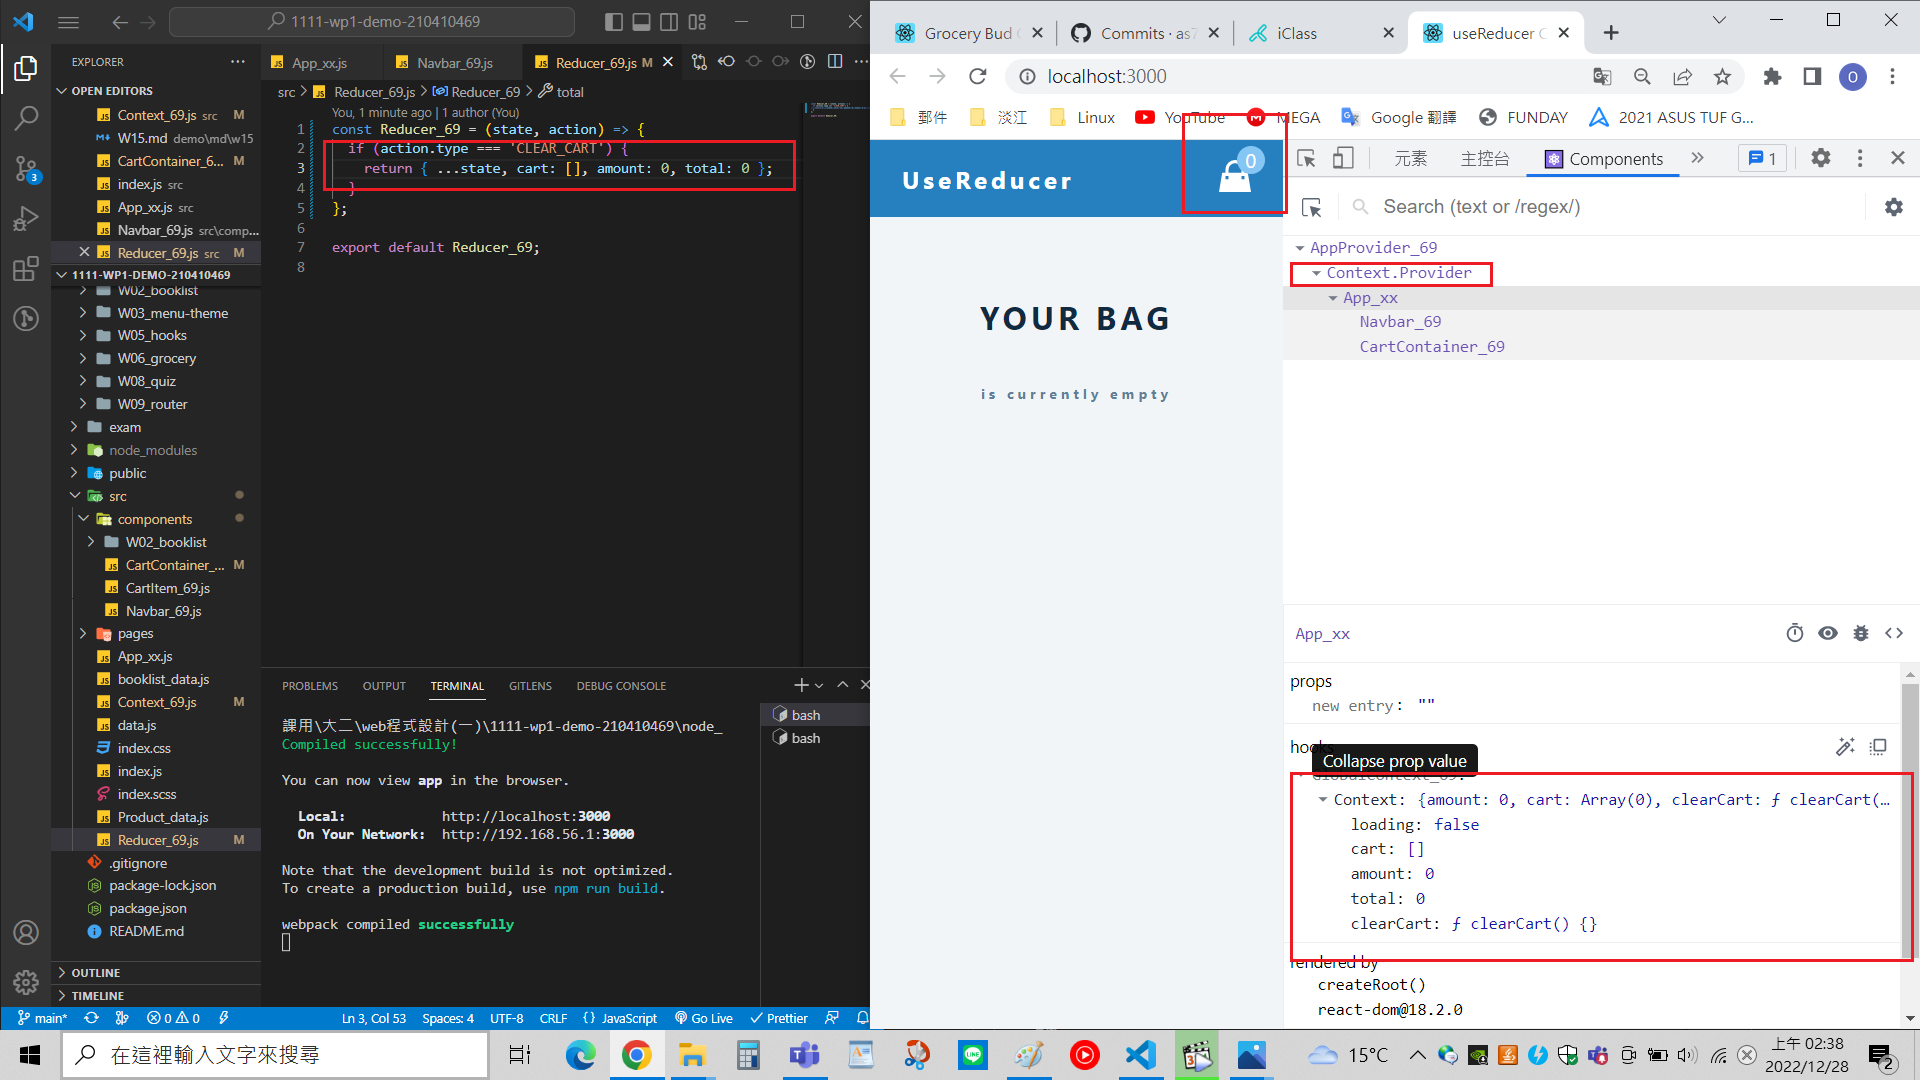 1111-wp1-demo-210410469
EXPLORER
OPEN EDITORS
Context_69.js src M
W15.md demo\md\w15
CartContainer_6... M
index.js src
App_xx.js src
Navbar_69.js src\comp...
Reducer_69.js src M
1111-WP1-DEMO-210410469
W02_booklist
W03_menu-theme
W05_hooks
W06_grocery
W08_quiz
W09_router
exam
node_modules
public
src
components
W02_booklist
CartContainer_... M
CartItem_69.js
Navbar_69.js
pages
App_xx.js
booklist_data.js
Context_69.js M
data.js
index.css
index.js
index.scss
Product_data.js
Reducer_69.js M
.gitignore
package-lock.json
package.json
README.md
OUTLINE
TIMELINE
App_xx.js
Navbar_69.js
Reducer_69.js M
src > Reducer_69.js > Reducer_69 > total
You, 1 minute ago | 1 author (You)
1 const Reducer_69 = (state, action) => {
2 if (action.type === 'CLEAR_CART') {
3 return { ...state, cart: [], amount: 0, total: 0 };
4 }
5 };
6
7 export default Reducer_69;
8
PROBLEMS OUTPUT TERMINAL GITLENS DEBUG CONSOLE
bash
bash
課用\大二\web程式設計(一)\1111-wp1-demo-210410469\node_
Compiled successfully!
You can now view app in the browser.
Local: http://localhost:3000
On Your Network: http://192.168.56.1:3000
Note that the development build is not optimized.
To create a production build, use npm run build.
webpack compiled successfully
main* 0 0 Ln 3, Col 53 Spaces: 4 UTF-8 CRLF {} JavaScript Go Live Prettier
Grocery Bud
Commits · as7
iClass
useReducer
localhost:3000
O
郵件 淡江 Linux YouTube MEGA Google 翻譯 FUNDAY 2021 ASUS TUF G...
UseReducer
0
YOUR BAG
is currently empty
元素 主控台 Components 1
Search (text or /regex/)
AppProvider_69
Context.Provider
App_xx
Navbar_69
CartContainer_69
App_xx
props
new entry: ""
hooks
Collapse prop value
Context: {amount: 0, cart: Array(0), clearCart: ƒ clearCart(…
loading: false
cart: []
amount: 0
total: 0
clearCart: ƒ clearCart() {}
rendered by
createRoot()
react-dom@18.2.0
在這裡輸入文字來搜尋
15°C
上午 02:38
2022/12/28
2